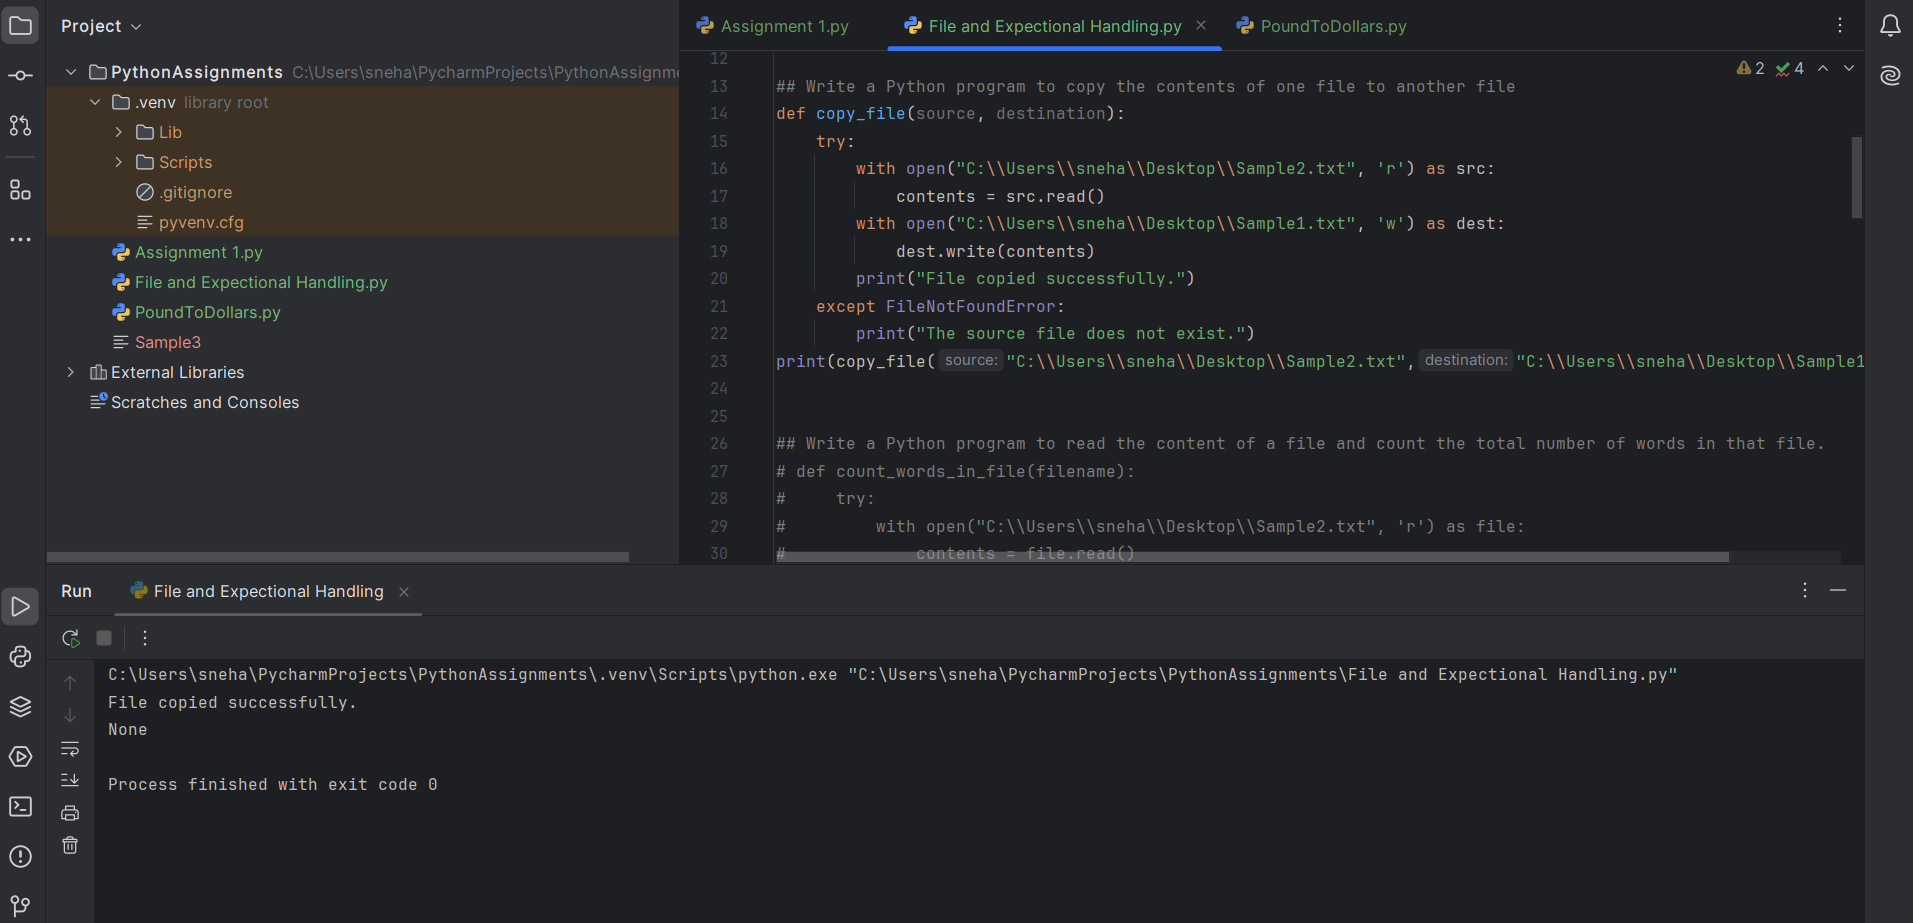 Project
PythonAssignments C:\Users\sneha\PycharmProjects\PythonAssignme
.venv library root
Lib
Scripts
.gitignore
pyvenv.cfg
Assignment 1.py
File and Expectional Handling.py
PoundToDollars.py
Sample3
External Libraries
Scratches and Consoles
Assignment 1.py File and Expectional Handling.py PoundToDollars.py
2 4
12
13 ## Write a Python program to copy the contents of one file to another file
14 def copy_file(source, destination):
15 try:
16 with open("C:\\Users\\sneha\\Desktop\\Sample2.txt", 'r') as src:
17 contents = src.read()
18 with open("C:\\Users\\sneha\\Desktop\\Sample1.txt", 'w') as dest:
19 dest.write(contents)
20 print("File copied successfully.")
21 except FileNotFoundError:
22 print("The source file does not exist.")
23 print(copy_file( source: "C:\\Users\\sneha\\Desktop\\Sample2.txt", destination: "C:\\Users\\sneha\\Desktop\\Sample1
24
25
26 ## Write a Python program to read the content of a file and count the total number of words in that file.
27 # def count_words_in_file(filename):
28 # try:
29 # with open("C:\\Users\\sneha\\Desktop\\Sample2.txt", 'r') as file:
30 # contents = file.read()
Run File and Expectional Handling
C:\Users\sneha\PycharmProjects\PythonAssignments\.venv\Scripts\python.exe "C:\Users\sneha\PycharmProjects\PythonAssignments\File and Expectional Handling.py"
File copied successfully.
None
Process finished with exit code 0